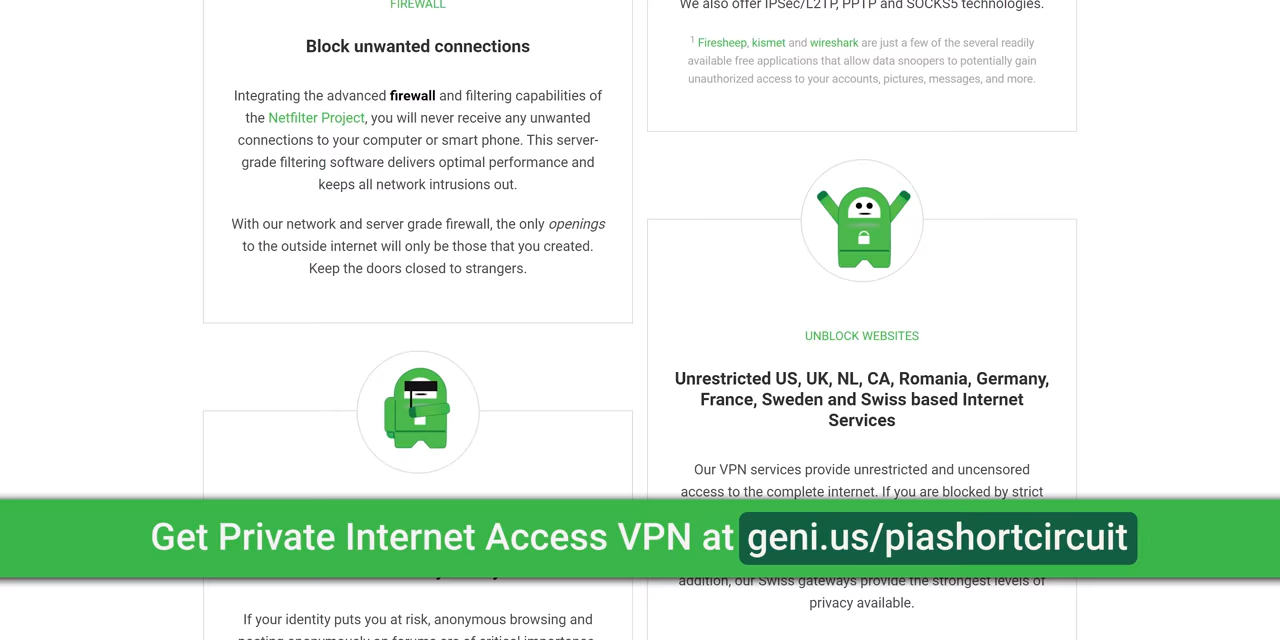 FIREWALL
Block unwanted connections
Integrating the advanced firewall and filtering capabilities of
the Netfilter Project, you will never receive any unwanted
connections to your computer or smart phone. This server-
grade filtering software delivers optimal performance and
keeps all network intrusions out.
With our network and server grade firewall, the only openings
to the outside internet will only be those that you created.
Keep the doors closed to strangers.
If your identity puts you at risk, anonymous browsing and
We also offer IPSec/L2TP, PPTP and SOCKS5 technologies.
1 Firesheep, kismet and wireshark are just a few of the several readily
available free applications that allow data snoopers to potentially gain
unauthorized access to your accounts, pictures, messages, and more.
UNBLOCK WEBSITES
Unrestricted US, UK, NL, CA, Romania, Germany,
France, Sweden and Swiss based Internet
Services
Our VPN services provide unrestricted and uncensored
access to the complete internet. If you are blocked by strict
addition, our Swiss gateways provide the strongest levels of
privacy available.
Get Private Internet Access VPN at geni.us/piashortcircuit